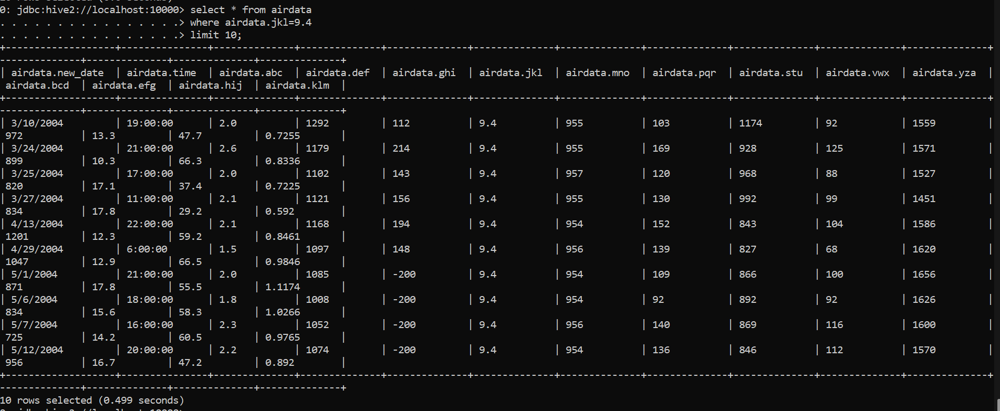 0: jdbc:hive2://localhost:10000> select * from airdata
. . . . . . . . . . . . . . . .> where airdata.jkl=9.4
. . . . . . . . . . . . . . . .> limit 10;
+-------------------+---------------+--------------+--------------+--------------+--------------+--------------+--------------+--------------+--------------+--------------+
--------------+--------------+--------------+--------------+
| airdata.new_date | airdata.time | airdata.abc | airdata.def | airdata.ghi | airdata.jkl | airdata.mno | airdata.pqr | airdata.stu | airdata.vwx | airdata.yza |
airdata.bcd | airdata.efg | airdata.hij | airdata.klm |
+-------------------+---------------+--------------+--------------+--------------+--------------+--------------+--------------+--------------+--------------+--------------+
--------------+--------------+--------------+--------------+
| 3/10/2004 | 19:00:00 | 2.0 | 1292 | 112 | 9.4 | 955 | 103 | 1174 | 92 | 1559 |
972 | 13.3 | 47.7 | 0.7255 |
| 3/24/2004 | 21:00:00 | 2.6 | 1179 | 214 | 9.4 | 955 | 169 | 928 | 125 | 1571 |
899 | 10.3 | 66.3 | 0.8336 |
| 3/25/2004 | 17:00:00 | 2.0 | 1102 | 143 | 9.4 | 957 | 120 | 968 | 88 | 1527 |
820 | 17.1 | 37.4 | 0.7225 |
| 3/27/2004 | 11:00:00 | 2.1 | 1121 | 156 | 9.4 | 955 | 130 | 992 | 99 | 1451 |
834 | 17.8 | 29.2 | 0.592 |
| 4/13/2004 | 22:00:00 | 2.1 | 1168 | 194 | 9.4 | 954 | 152 | 843 | 104 | 1586 |
1201 | 12.3 | 59.2 | 0.8461 |
| 4/29/2004 | 6:00:00 | 1.5 | 1097 | 148 | 9.4 | 956 | 139 | 827 | 68 | 1620 |
1047 | 12.9 | 66.5 | 0.9846 |
| 5/1/2004 | 21:00:00 | 2.0 | 1085 | -200 | 9.4 | 954 | 109 | 866 | 100 | 1656 |
871 | 17.8 | 55.5 | 1.1174 |
| 5/6/2004 | 18:00:00 | 1.8 | 1008 | -200 | 9.4 | 954 | 92 | 892 | 92 | 1626 |
834 | 15.6 | 58.3 | 1.0266 |
| 5/7/2004 | 16:00:00 | 2.3 | 1052 | -200 | 9.4 | 956 | 140 | 869 | 116 | 1600 |
725 | 14.2 | 60.5 | 0.9765 |
| 5/12/2004 | 20:00:00 | 2.2 | 1074 | -200 | 9.4 | 954 | 136 | 846 | 112 | 1570 |
956 | 16.7 | 47.2 | 0.892 |
+-------------------+---------------+--------------+--------------+--------------+--------------+--------------+--------------+--------------+--------------+--------------+
--------------+--------------+--------------+--------------+
10 rows selected (0.499 seconds)